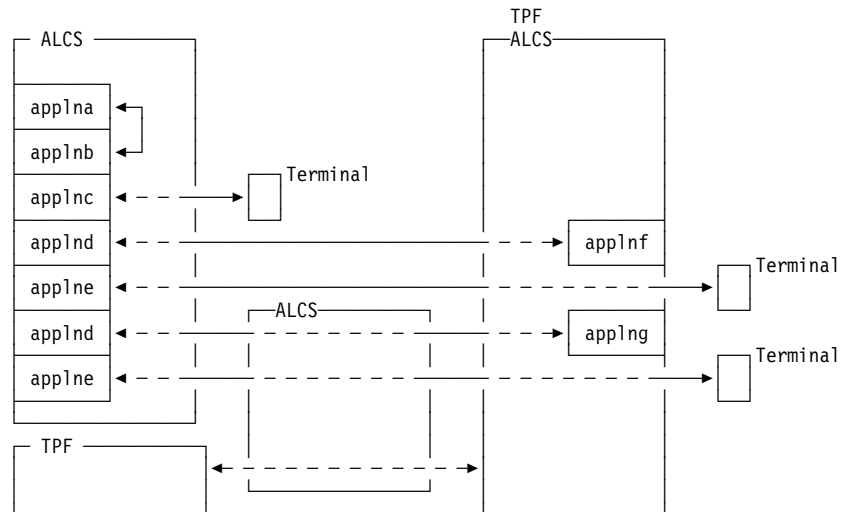 TPF
ALCS
ALCS
applna
applnb
applnc
Terminal
applnd
applnf
applne
Terminal
ALCS
applnd
applng
applne
Terminal
TPF